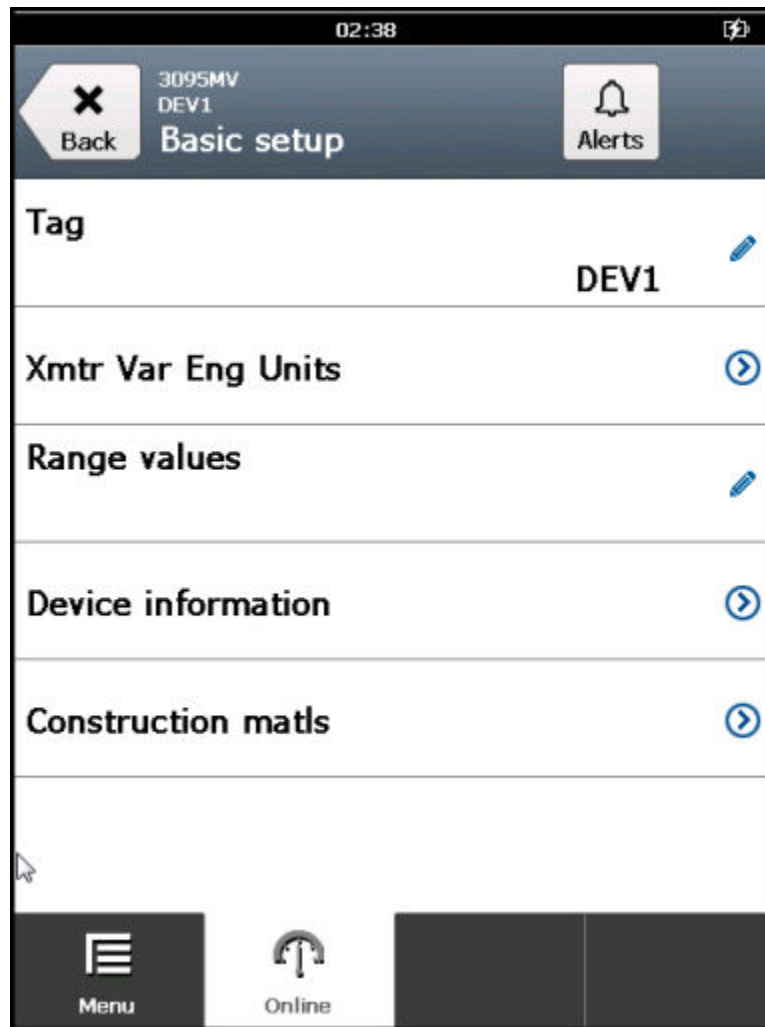 02:38
3095MV
DEV1
Basic setup
Back
Alerts
Tag
DEV1
Xmtr Var Eng Units
Range values
Device information
Construction matls
Menu
Online